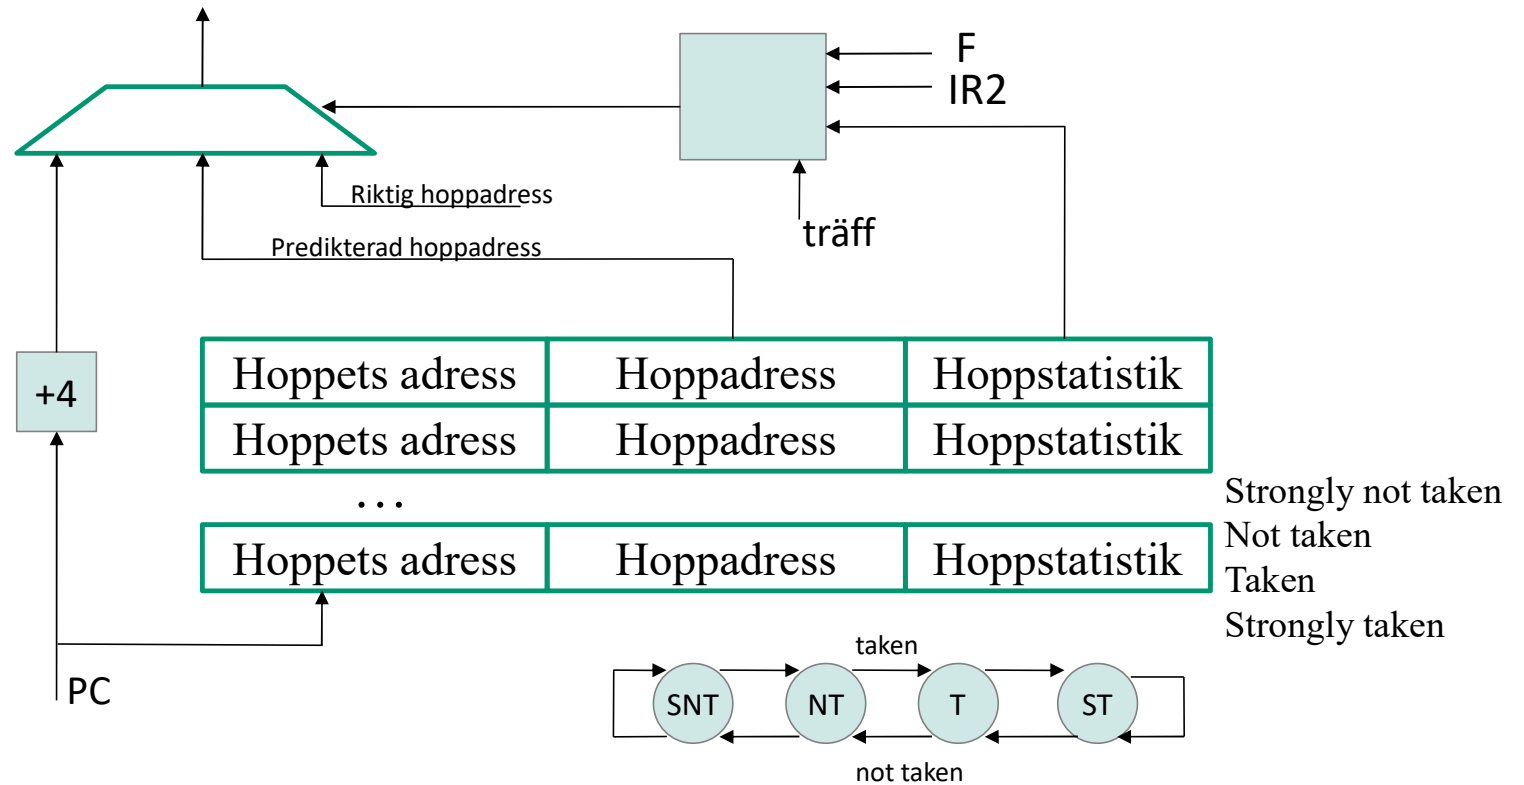 F
IR2
Riktig hoppadress
träff
Predikterad hoppadress
Hoppets adress Hoppadress Hoppstatistik
+4
Hoppets adress Hoppadress Hoppstatistik
...
Strongly not taken
Not taken
Hoppets adress Hoppadress Hoppstatistik
Taken
Strongly taken
PC
taken
SNT NT T ST
not taken